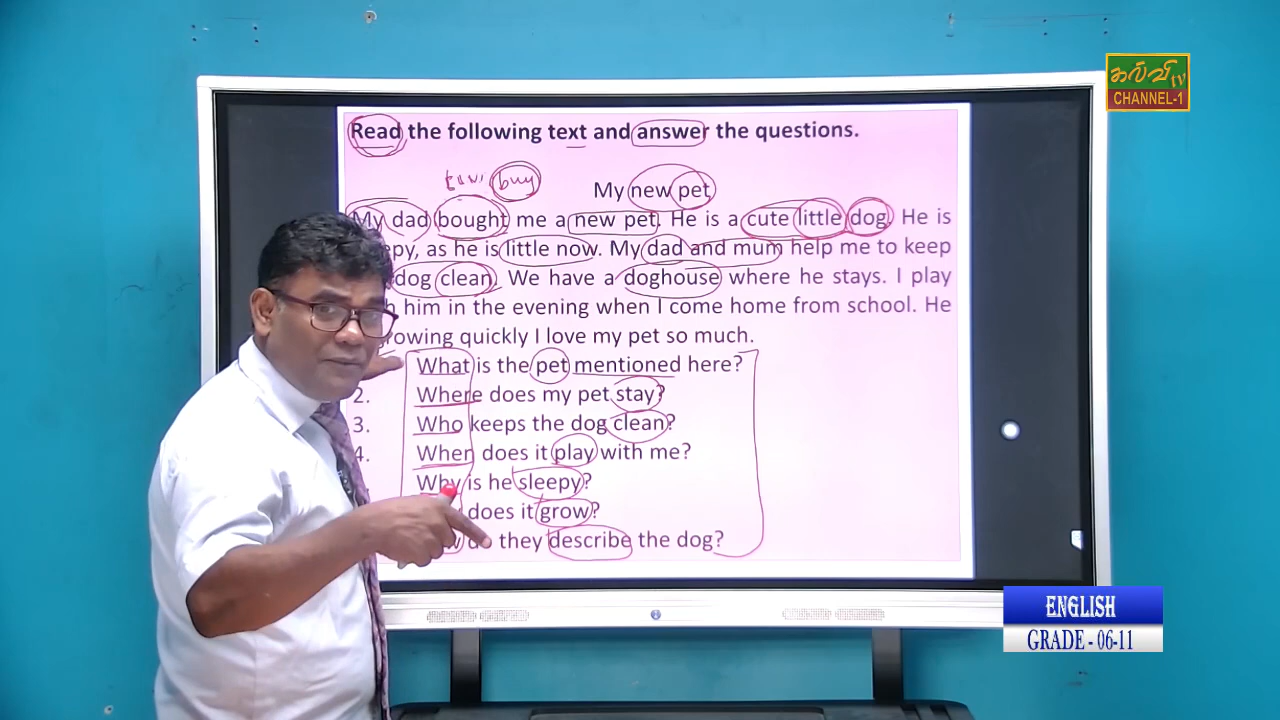 கல்வி TV
CHANNEL-1
Read the following text and answer the questions.
buy
My new pet
My dad bought me a new pet. He is a cute little dog. He is
py, as he is little now. My dad and mum help me to keep
dog clean. We have a doghouse where he stays. I play
him in the evening when I come home from school. He
rowing quickly I love my pet so much.
What is the pet mentioned here?
2. Where does my pet stay?
3. Who keeps the dog clean?
4. When does it play with me?
Why is he sleepy?
does it grow?
do they describe the dog?
ENGLISH
GRADE - 06-11